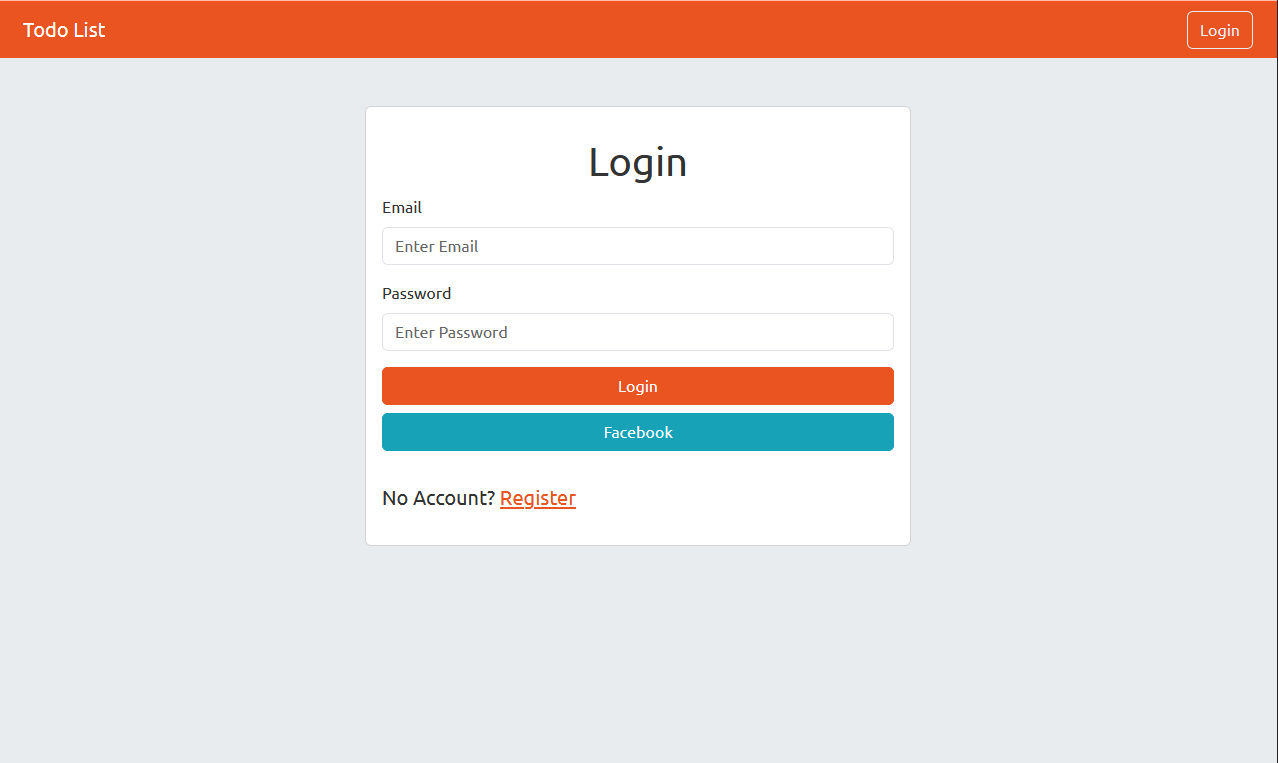 Todo List
Login
Login
Email
Enter Email
Password
Enter Password
Login
Facebook
No Account? Register